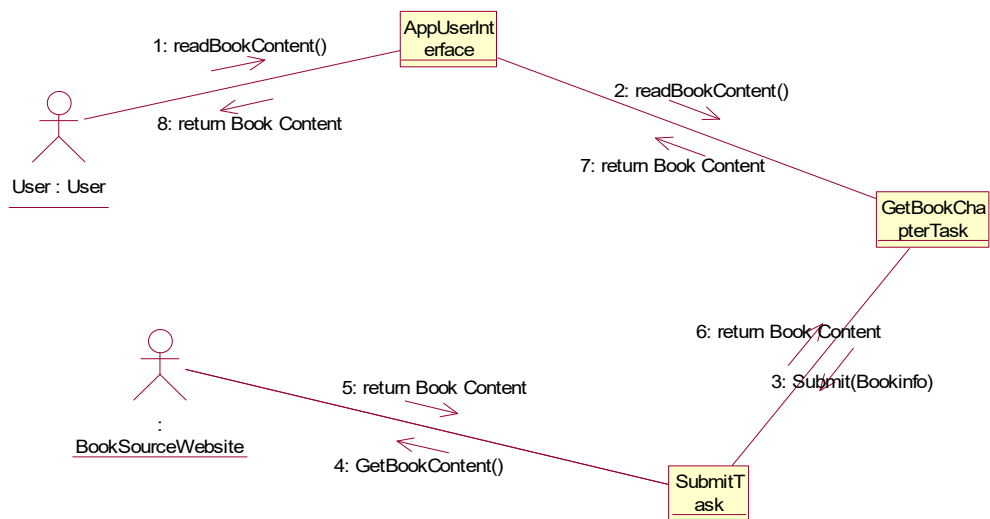 AppUserInt
erface
1: readBookContent()
8: return Book Content
User : User
2: readBookContent()
7: return Book Content
GetBookCha
pterTask
6: return Book Content
3: Submit(Bookinfo)
5: return Book Content
4: GetBookContent()
:
BookSourceWebsite
SubmitT
ask